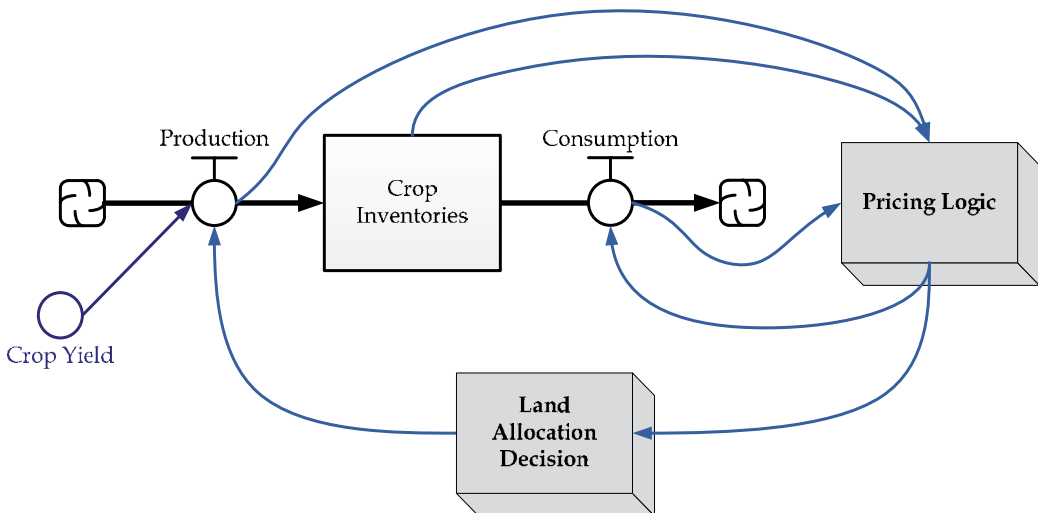 Production
Consumption
Crop
Inventories
Pricing Logic
Crop Yield
Land
Allocation
Decision